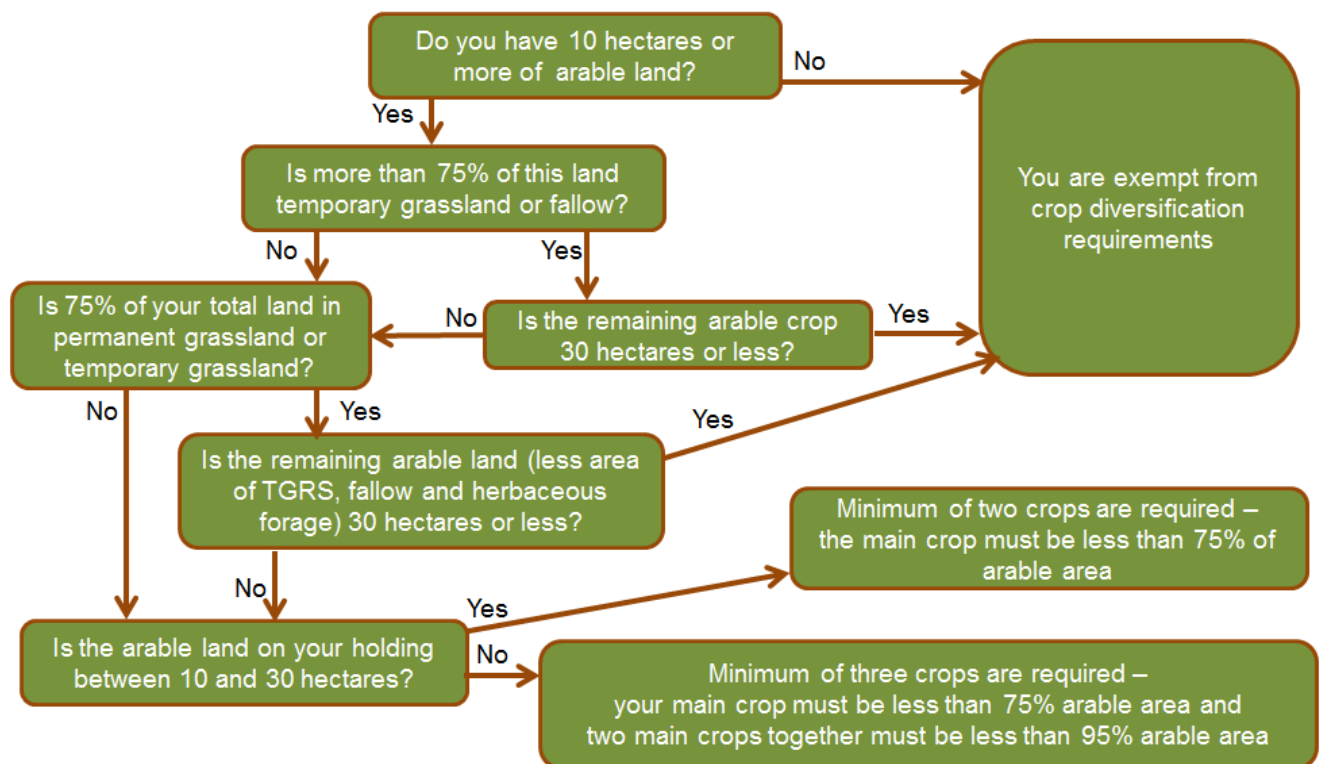 Do you have 10 hectares or
more of arable land?
No
Yes
Is more than 75% of this land
temporary grassland or fallow?
You are exempt from
crop diversification
requirements
No
Yes
Is 75% of your total land in
permanent grassland or
temporary grassland?
No
Is the remaining arable crop
30 hectares or less?
Yes
No
Yes
Yes
Is the remaining arable land (less area
of TGRS, fallow and herbaceous
forage) 30 hectares or less?
Minimum of two crops are required –
the main crop must be less than 75% of
arable area
No
Yes
Is the arable land on your holding
between 10 and 30 hectares?
No
Minimum of three crops are required –
your main crop must be less than 75% arable area and
two main crops together must be less than 95% arable area